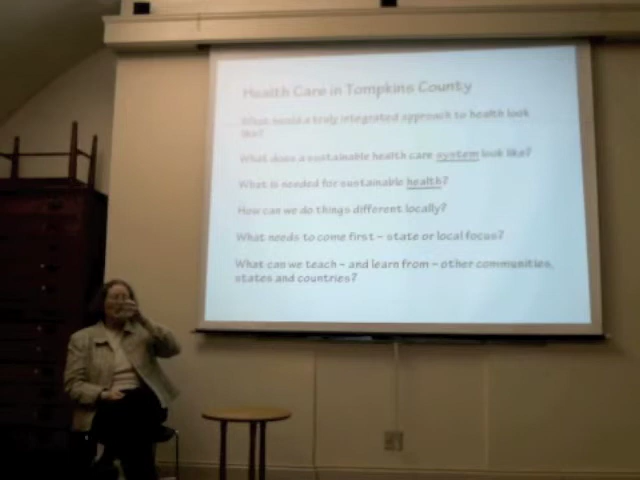 Health Care in Tompkins County
What would a truly integrated approach to health look
like?
What does a sustainable health care system look like?
What is needed for sustainable health?
How can we do things different locally?
What needs to come first - state or local focus?
What can we teach - and learn from - other communities,
states and countries?